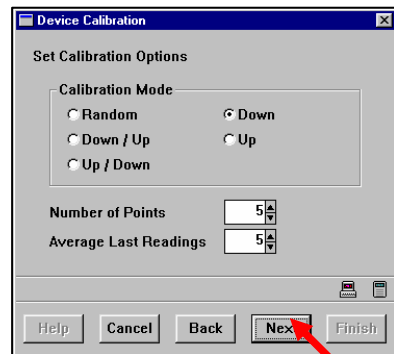 Device Calibration
Set Calibration Options
Calibration Mode
Random Down
Down / Up Up
Up / Down
Number of Points 5
Average Last Readings 5
Help Cancel Back Next Finish